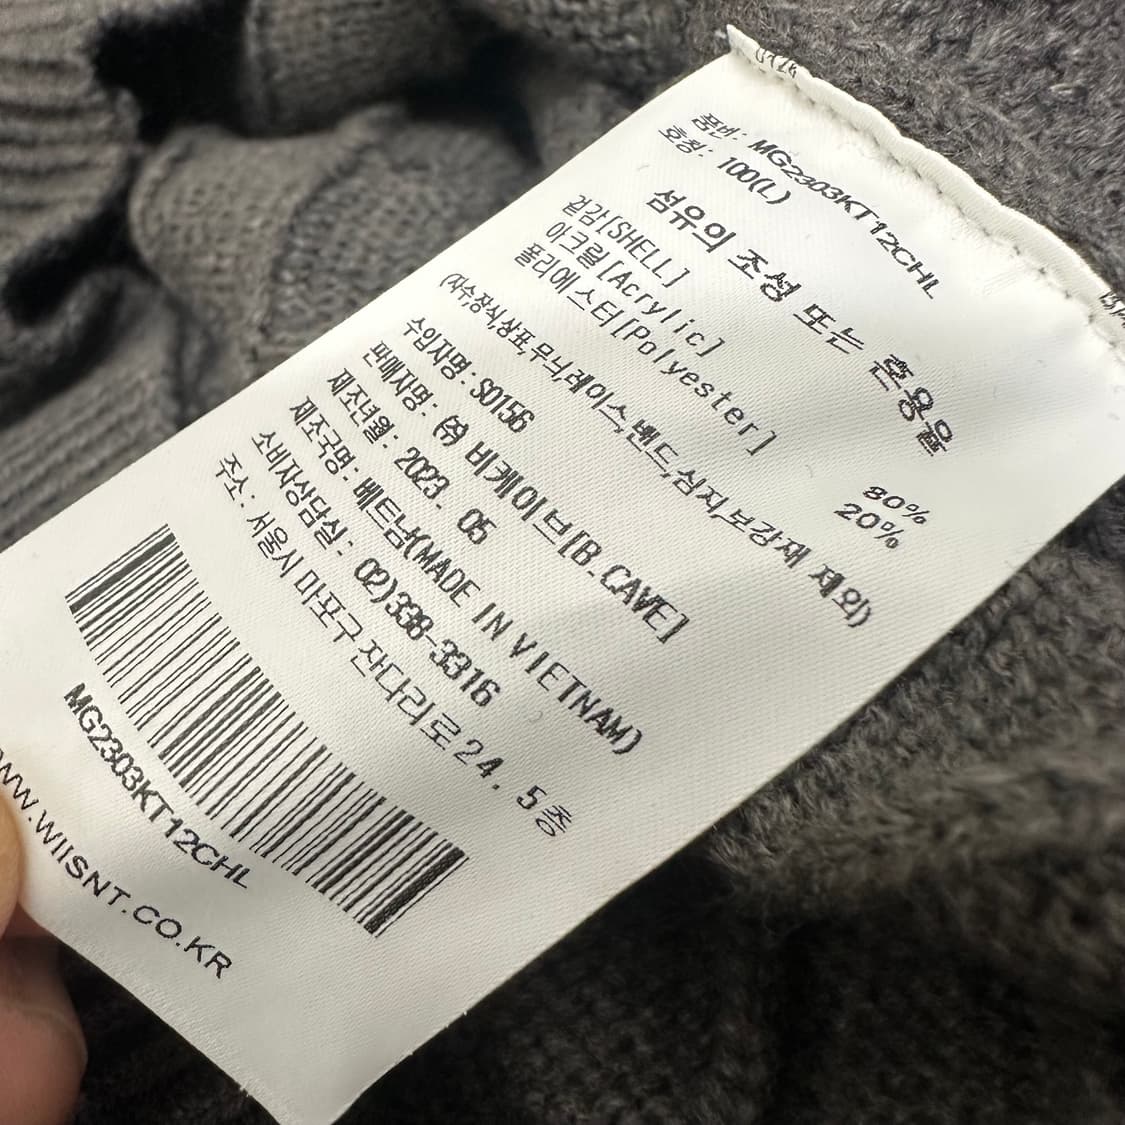 품번: MG2303KT12CHL
호칭: 100(L)
섬유의 조성 또는 혼용율
겉감[SHELL]
아크릴[Acrylic] 80%
폴리에스터[Polyester] 20%
(자수,장식,상표,무늬,레이스,밴드,심지,보강재 제외)
수입자명: SO156
판매자명: (주) 비케이브[B.CAVE]
제조년월: 2023. 05
제조국명: 베트남(MADE IN VIETNAM)
소비자상담실: 02)338-3316
주소: 서울시 마포구 잔다리로24, 5층
MG2303KT12CHL
WWW.WIISNT.CO.KR